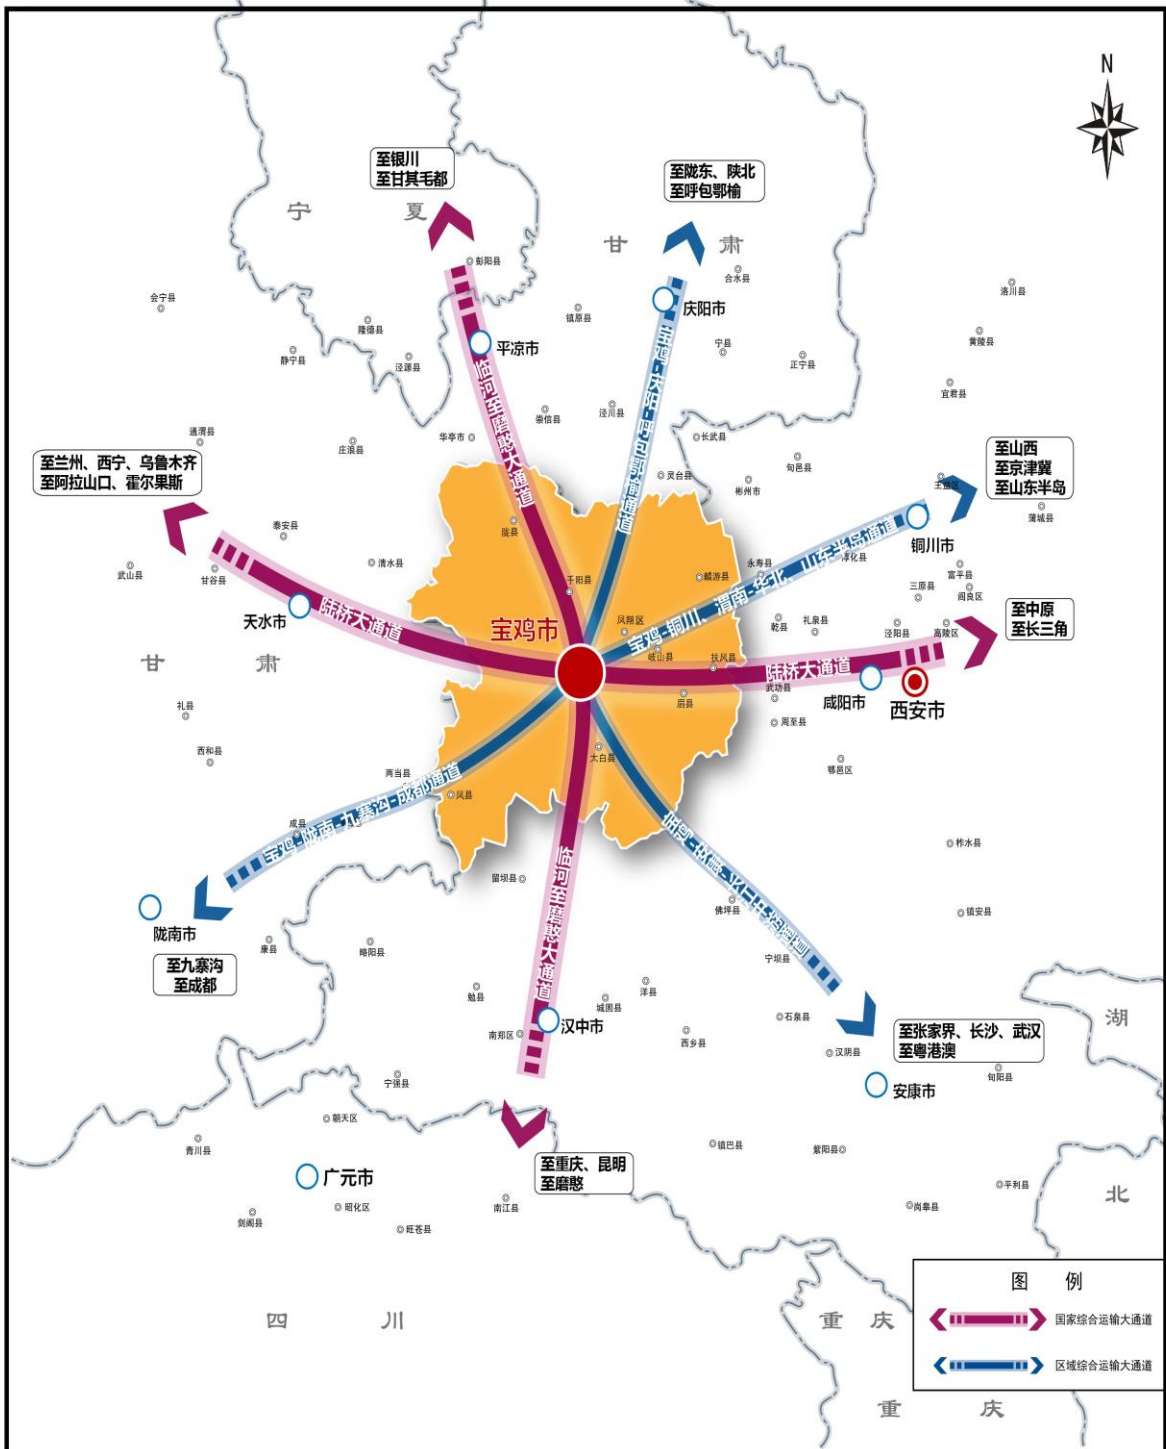 N
至银川
至甘其毛都
至陇东、陕北
至呼包鄂榆
宁 夏
甘 肃
彭阳县
合水县
洛川县
会宁县
庆阳市
镇原县
隆德县
黄陵县
平凉市
宁县
静宁县
泾源县
正宁县
宜君县
崇信县
泾川县
通渭县
华亭市
长武县
庄浪县
至山西
至京津冀
至山东半岛
至兰州、西宁、乌鲁木齐
至阿拉山口、霍尔果斯
旬邑县
灵台县
彬州市
王益区
蒲城县
临河至磨憨大通道
宝鸡-庆阳-呼包鄂榆通道
秦安县
陇县
铜川市
清水县
永寿县
淳化县
武山县
甘谷县
富平县
千阳县
麟游县
三原县
阎良区
天水市
陆桥大通道
宝鸡市
凤翔区
宝鸡-铜川、渭南-华北、山东半岛通道
乾县
礼泉县
泾阳县
高陵区
至中原
至长三角
甘 肃
岐山县
扶风县
陆桥大通道
武功县
咸阳市
西安市
礼县
眉县
周至县
西和县
太白县
鄠邑区
两当县
凤县
宝鸡-陇南-九寨沟-成都通道
成县
柞水县
留坝县
佛坪县
镇安县
陇南市
康县
略阳县
至九寨沟
至成都
临河至磨憨大通道
宁坝县
勉县
城固县
洋县
汉中市
南郑区
西乡县
石泉县
湖
至张家界、长沙、武汉
至粤港澳
汉阴县
旬阳县
宁强县
安康市
朝天区
青川县
镇巴县
紫阳县
至重庆、昆明
至磨憨
广元市
平利县
北
昭化区
南江县
岚皋县
剑阁县
旺苍县
图 例
四 川
重 庆
国家综合运输大通道
区域综合运输大通道
重 庆